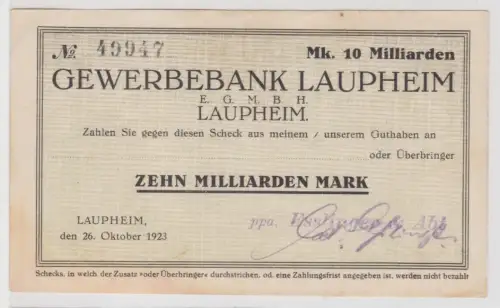 № 49947 Mk. 10 Milliarden
GEWERBEBANK LAUPHEIM
E. G. M. B. H.
LAUPHEIM.
Zahlen Sie gegen diesen Scheck aus meinem / unserem Guthaben an
oder Überbringer
ZEHN MILLIARDEN MARK
LAUPHEIM,
den 26. Oktober 1923
ppa.
Schecks, in welch. der Zusatz »oder Überbringer« durchstrichen, od. eine Zahlungsfrist angegeben ist, werden nicht bezahlt